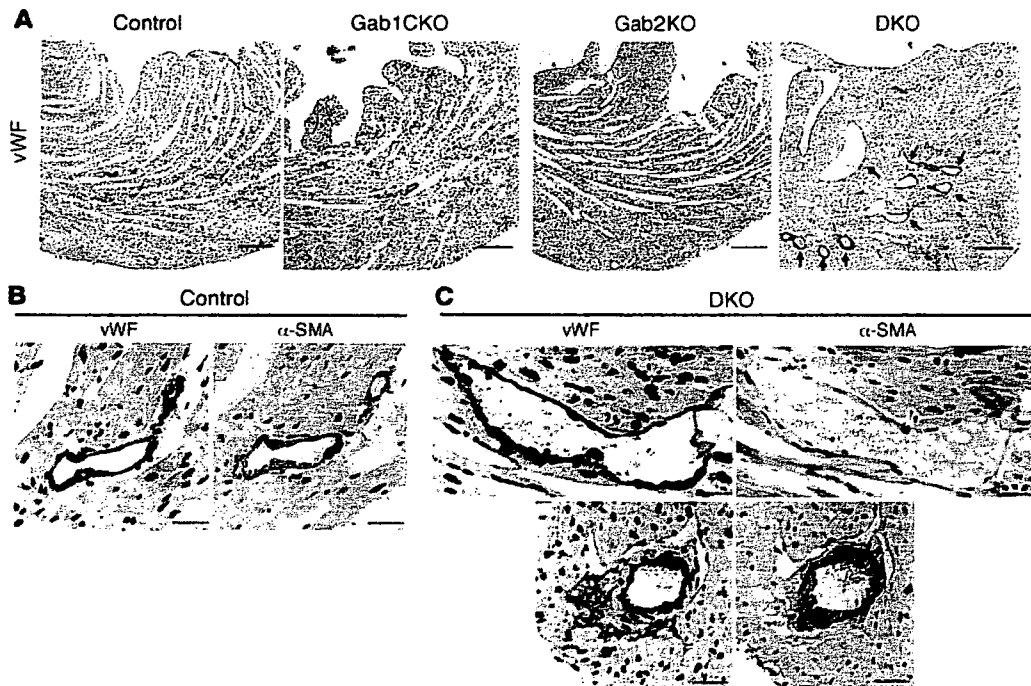 A
Control Gab1CKO Gab2KO DKO
vWF
B
Control
vWF α-SMA
C
DKO
vWF α-SMA